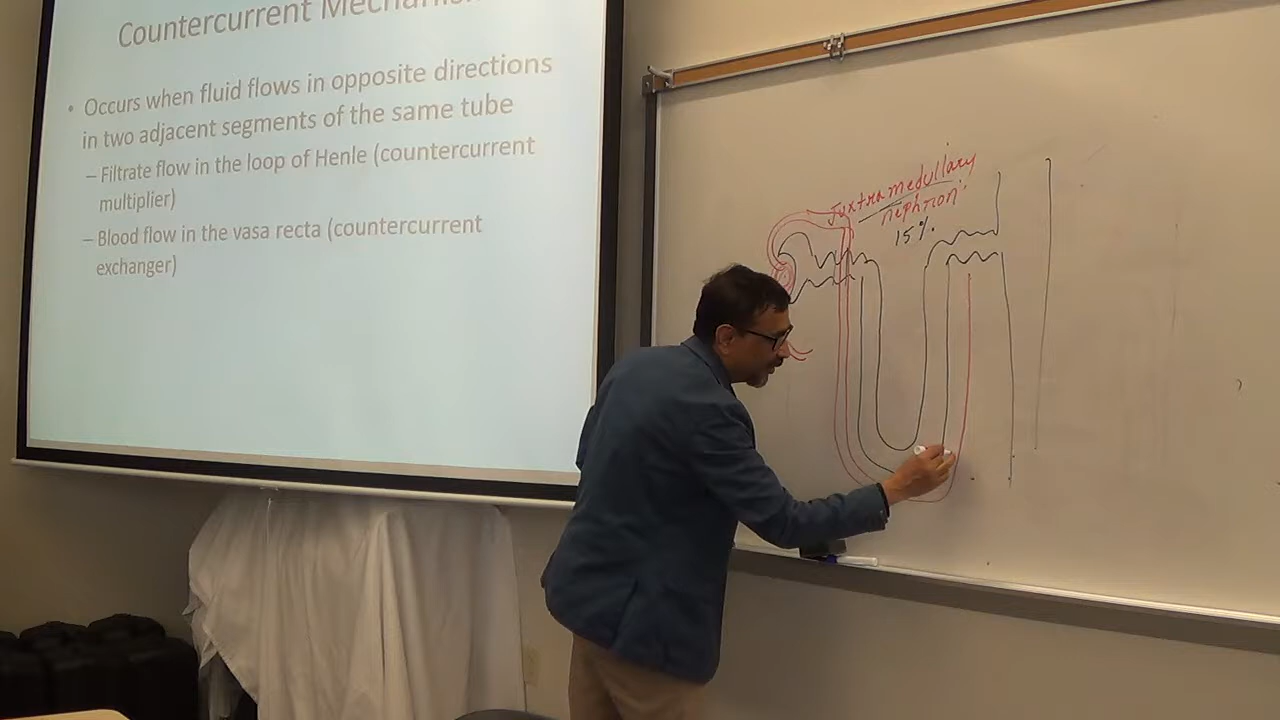 Countercurrent Mechanism
• Occurs when fluid flows in opposite directions
in two adjacent segments of the same tube
– Filtrate flow in the loop of Henle (countercurrent
multiplier)
– Blood flow in the vasa recta (countercurrent
exchanger)
Juxtramedullary
nephron
15%